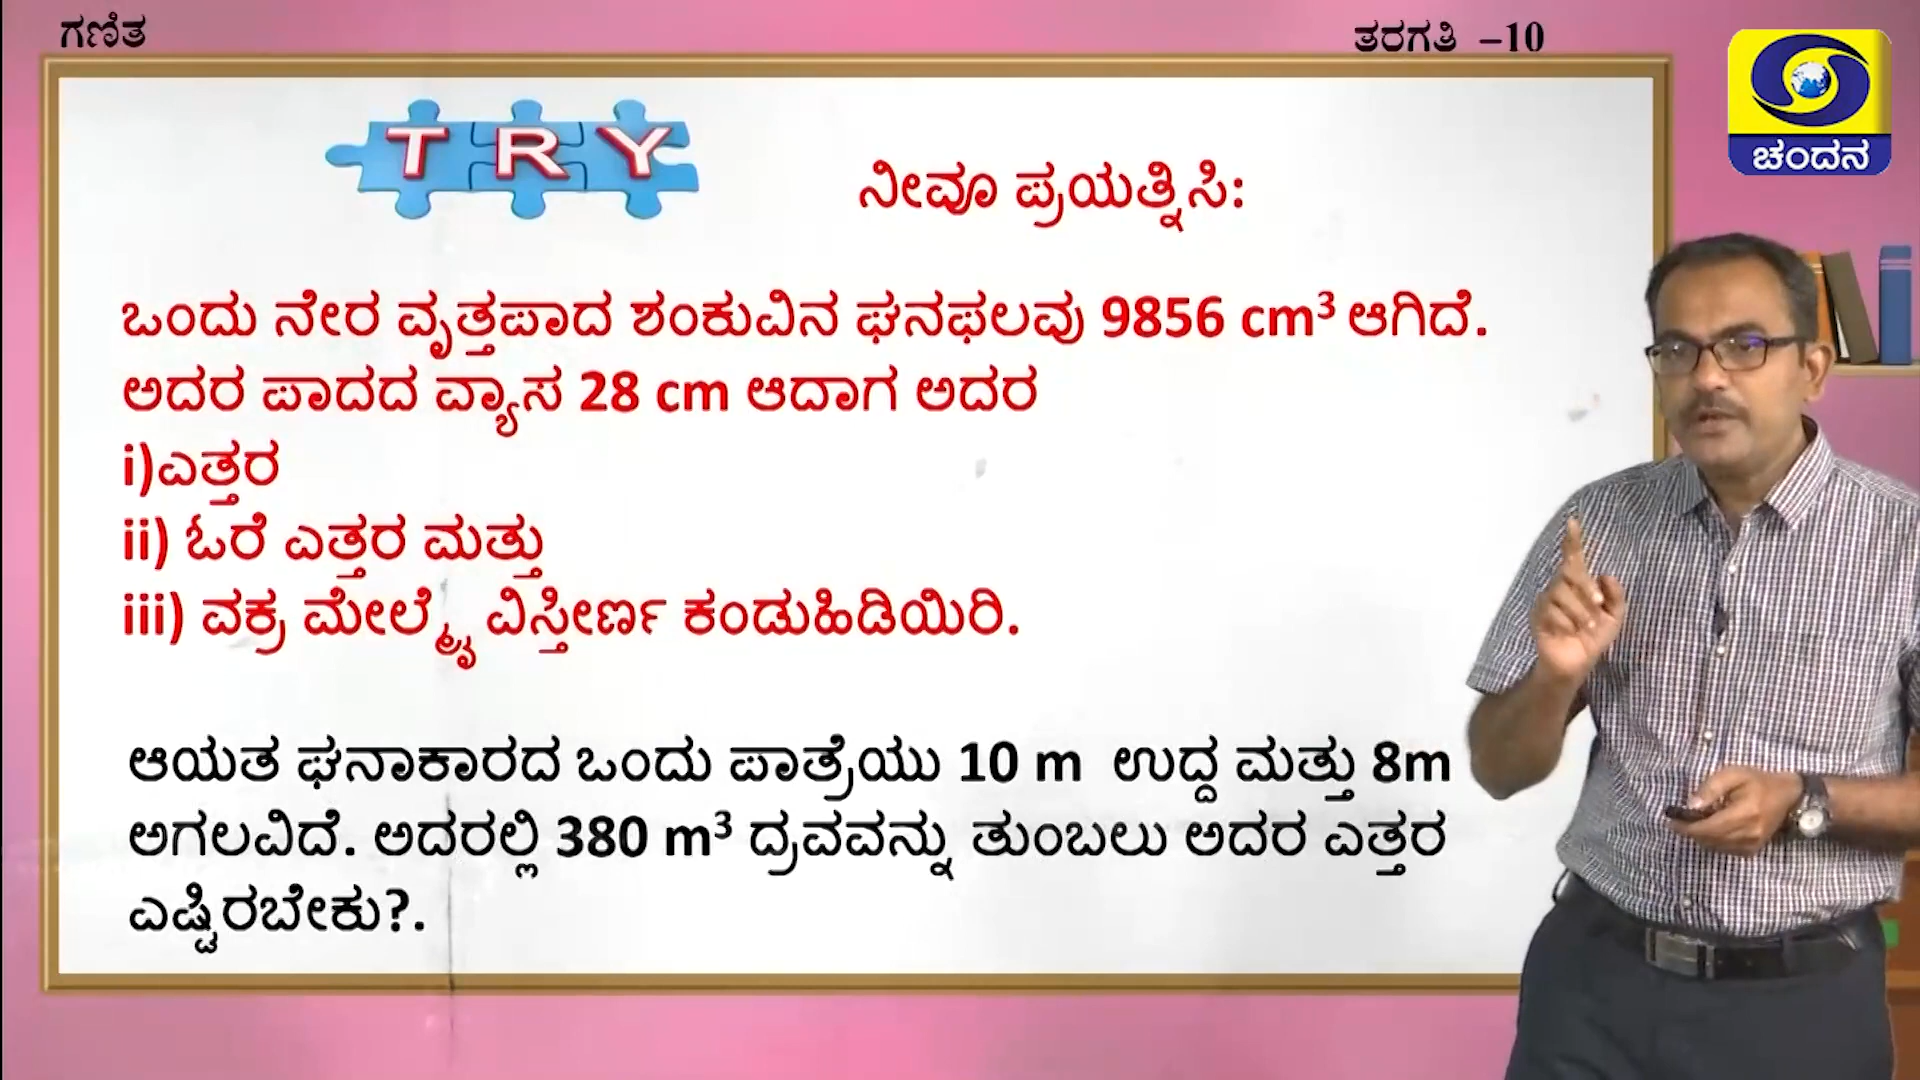 ಗಣಿತ
ತರಗತಿ –10
ಚಂದನ
TRY
ನೀವೂ ಪ್ರಯತ್ನಿಸಿ:
ಒಂದು ನೇರ ವೃತ್ತಪಾದ ಶಂಕುವಿನ ಘನಫಲವು 9856 cm³ ಆಗಿದೆ.
ಅದರ ಪಾದದ ವ್ಯಾಸ 28 cm ಆದಾಗ ಅದರ
i)ಎತ್ತರ
ii) ಓರೆ ಎತ್ತರ ಮತ್ತು
iii) ವಕ್ರ ಮೇಲ್ಮೈ ವಿಸ್ತೀರ್ಣ ಕಂಡುಹಿಡಿಯಿರಿ.
ಆಯತ ಘನಾಕಾರದ ಒಂದು ಪಾತ್ರೆಯು 10 m ಉದ್ದ ಮತ್ತು 8m
ಅಗಲವಿದೆ. ಅದರಲ್ಲಿ 380 m³ ದ್ರವವನ್ನು ತುಂಬಲು ಅದರ ಎತ್ತರ
ಎಷ್ಟಿರಬೇಕು?.